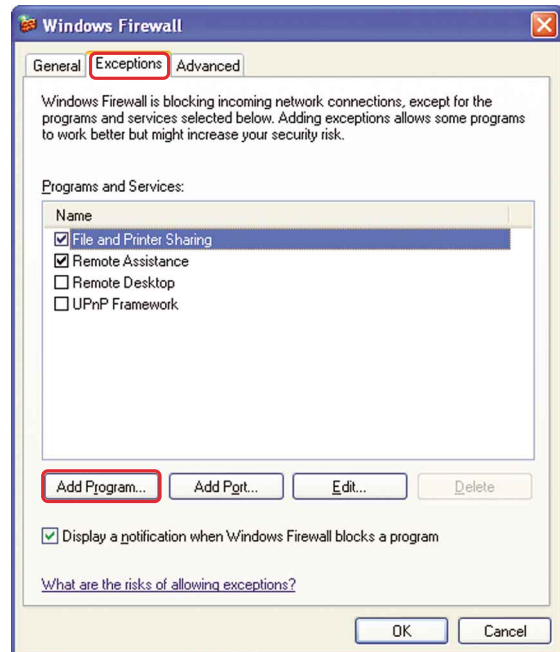 Windows Firewall
General Exceptions Advanced
Windows Firewall is blocking incoming network connections, except for the
programs and services selected below. Adding exceptions allows some programs
to work better but might increase your security risk.
Programs and Services:
Name
File and Printer Sharing
Remote Assistance
Remote Desktop
UPnP Framework
Add Program... Add Port... Edit... Delete
Display a notification when Windows Firewall blocks a program
What are the risks of allowing exceptions?
OK Cancel